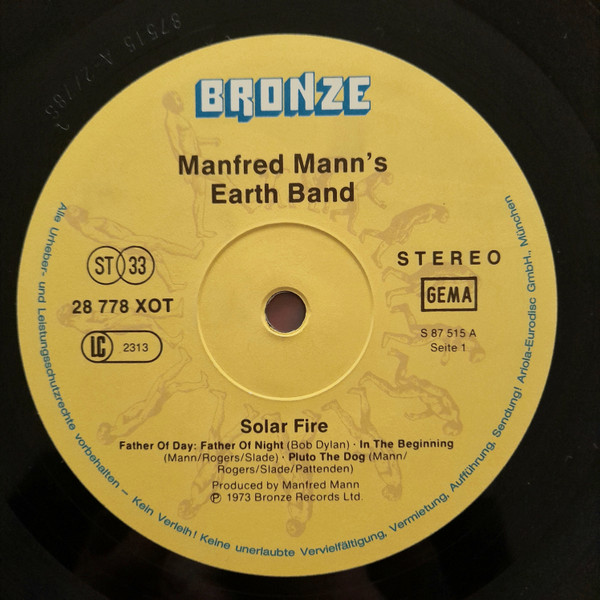 87515 A
BRONZE
Manfred Mann's
Earth Band
ST 33
STEREO
28 778 XOT
GEMA
LC 2313
S 87 515 A
Seite 1
Solar Fire
Father Of Day: Father Of Night (Bob Dylan) · In The Beginning
(Mann/Rogers/Slade) · Pluto The Dog (Mann/
Rogers/Slade/Pattenden)
Produced by Manfred Mann
℗ 1973 Bronze Records Ltd.
Alle Urheber- und Leistungsschutzrechte vorbehalten – Kein Verleih! Keine unerlaubte Vervielfältigung, Vermietung, Aufführung, Sendung! Ariola-Eurodisc GmbH., München